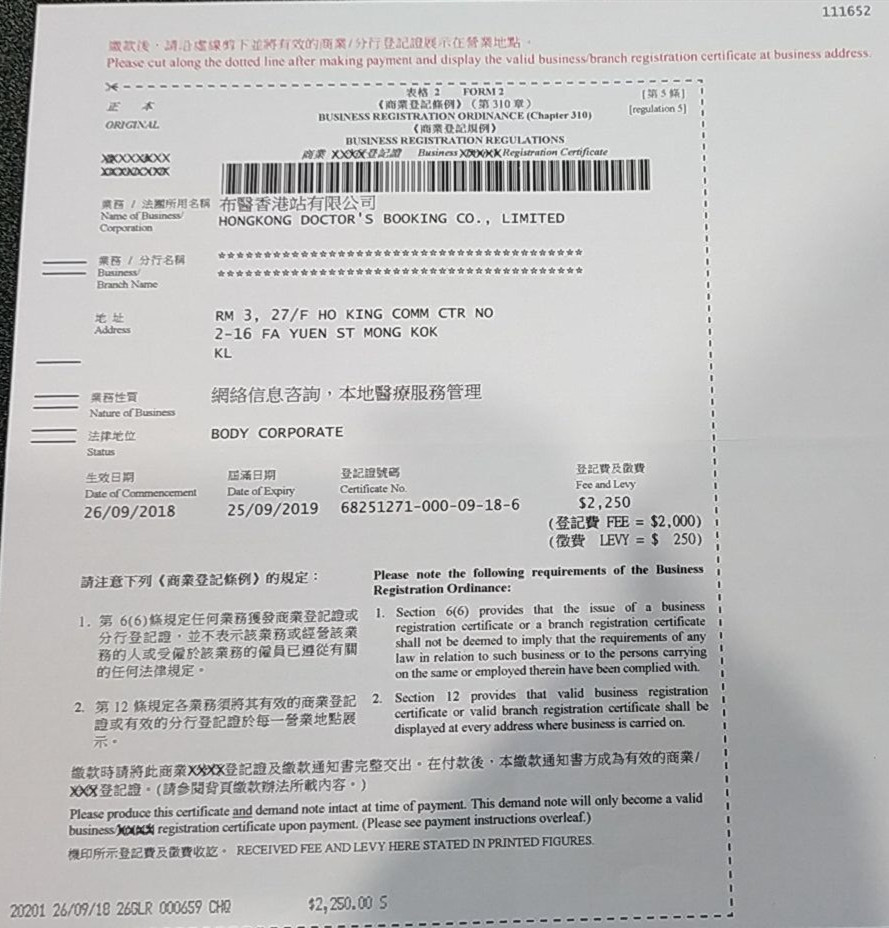 111652
繳款後，請沿虛線剪下並將有效的商業/分行登記證展示在營業地點。
Please cut along the dotted line after making payment and display the valid business/branch registration certificate at business address.
表格 2 FORM 2 [第 5 條]
正 本 《商業登記條例》（第 310 章） [regulation 5]
ORIGINAL BUSINESS REGISTRATION ORDINANCE (Chapter 310)
《商業登記規例》
BUSINESS REGISTRATION REGULATIONS
商業 XXXX登記證 Business XXXXX Registration Certificate
業務 / 法團所用名稱 布醫香港站有限公司
Name of Business/ HONGKONG DOCTOR'S BOOKING CO., LIMITED
Corporation
業務 / 分行名稱 ****************************************
Business/ ****************************************
Branch Name
地 址 RM 3, 27/F HO KING COMM CTR NO
Address 2-16 FA YUEN ST MONG KOK
KL
業務性質 網絡信息咨詢，本地醫療服務管理
Nature of Business
法律地位 BODY CORPORATE
Status
生效日期 屆滿日期 登記證號碼 登記費及徵費
Date of Commencement Date of Expiry Certificate No. Fee and Levy
26/09/2018 25/09/2019 68251271-000-09-18-6 $2,250
(登記費 FEE = $2,000)
(徵費 LEVY = $ 250)
請注意下列《商業登記條例》的規定： Please note the following requirements of the Business
Registration Ordinance:
1. 第 6(6)條規定任何業務獲發商業登記證或
分行登記證，並不表示該業務或經營該業
務的人或受僱於該業務的僱員已遵從有關
的任何法律規定。
1. Section 6(6) provides that the issue of a business
registration certificate or a branch registration certificate
shall not be deemed to imply that the requirements of any
law in relation to such business or to the persons carrying
on the same or employed therein have been complied with.
2. 第 12 條規定各業務須將其有效的商業登記
證或有效的分行登記證於每一營業地點展
示。
2. Section 12 provides that valid business registration
certificate or valid branch registration certificate shall be
displayed at every address where business is carried on.
繳款時請將此商業XXXX登記證及繳款通知書完整交出。在付款後，本繳款通知書方成為有效的商業/
XXX登記證。(請參閱背頁繳款辦法所載內容。)
Please produce this certificate and demand note intact at time of payment. This demand note will only become a valid
business/XXXX registration certificate upon payment. (Please see payment instructions overleaf.)
機印所示登記費及徵費收訖。 RECEIVED FEE AND LEVY HERE STATED IN PRINTED FIGURES.
20201 26/09/18 26GLR 000659 CHQ $2,250.00 S